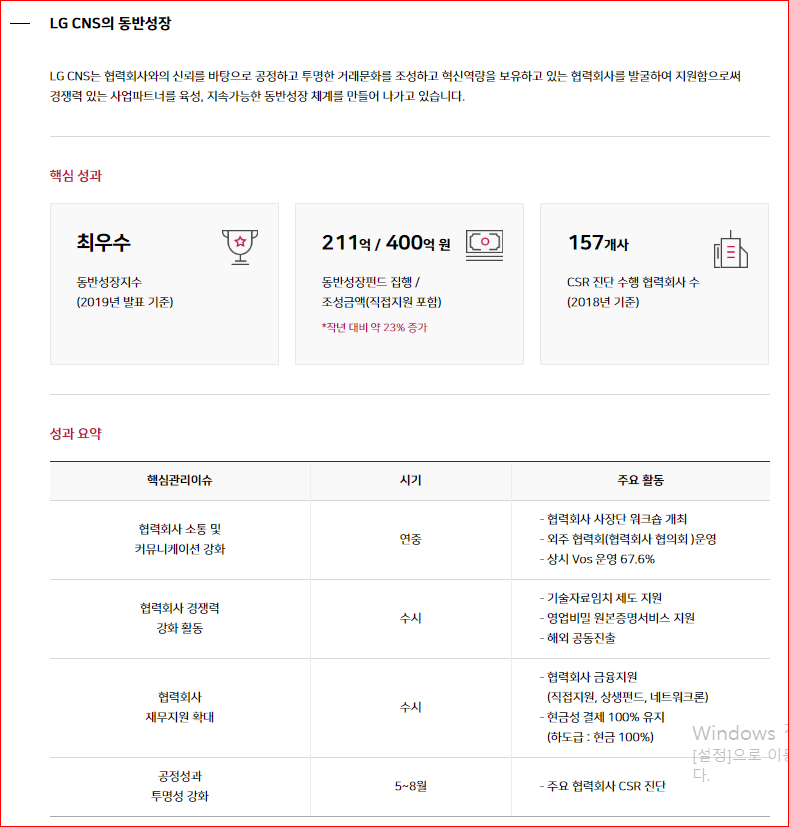 LG CNS의 동반성장
LG CNS는 협력회사와의 신뢰를 바탕으로 공정하고 투명한 거래문화를 조성하고 혁신역량을 보유하고 있는 협력회사를 발굴하여 지원함으로써
경쟁력 있는 사업파트너를 육성, 지속가능한 동반성장 체계를 만들어 나가고 있습니다.
핵심 성과
최우수
동반성장지수
(2019년 발표 기준)
211억 / 400억 원
동반성장펀드 집행 /
조성금액(직접지원 포함)
*작년 대비 약 23% 증가
157개사
CSR 진단 수행 협력회사 수
(2018년 기준)
성과 요약
핵심관리이슈 시기 주요 활동
협력회사 소통 및
커뮤니케이션 강화
연중
- 협력회사 사장단 워크숍 개최
- 외주 협력회(협력회사 협의회 )운영
- 상시 Vos 운영 67.6%
협력회사 경쟁력
강화 활동
수시
- 기술자료임치 제도 지원
- 영업비밀 원본증명서비스 지원
- 해외 공동진출
협력회사
재무지원 확대
수시
- 협력회사 금융지원
(직접지원, 상생펀드, 네트워크론)
- 현금성 결제 100% 유지
(하도급 : 현금 100%)
공정성과
투명성 강화
5~8월
- 주요 협력회사 CSR 진단
Windows
[설정]으로
다.